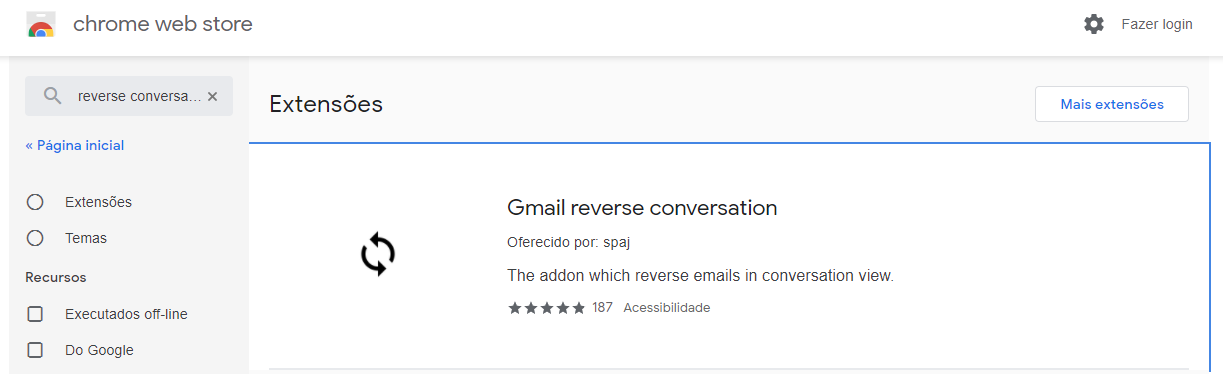 chrome web store
Fazer login
reverse conversa...
« Página inicial
Extensões
Temas
Recursos
Executados off-line
Do Google
Extensões
Mais extensões
Gmail reverse conversation
Oferecido por: spaj
The addon which reverse emails in conversation view.
187 Acessibilidade